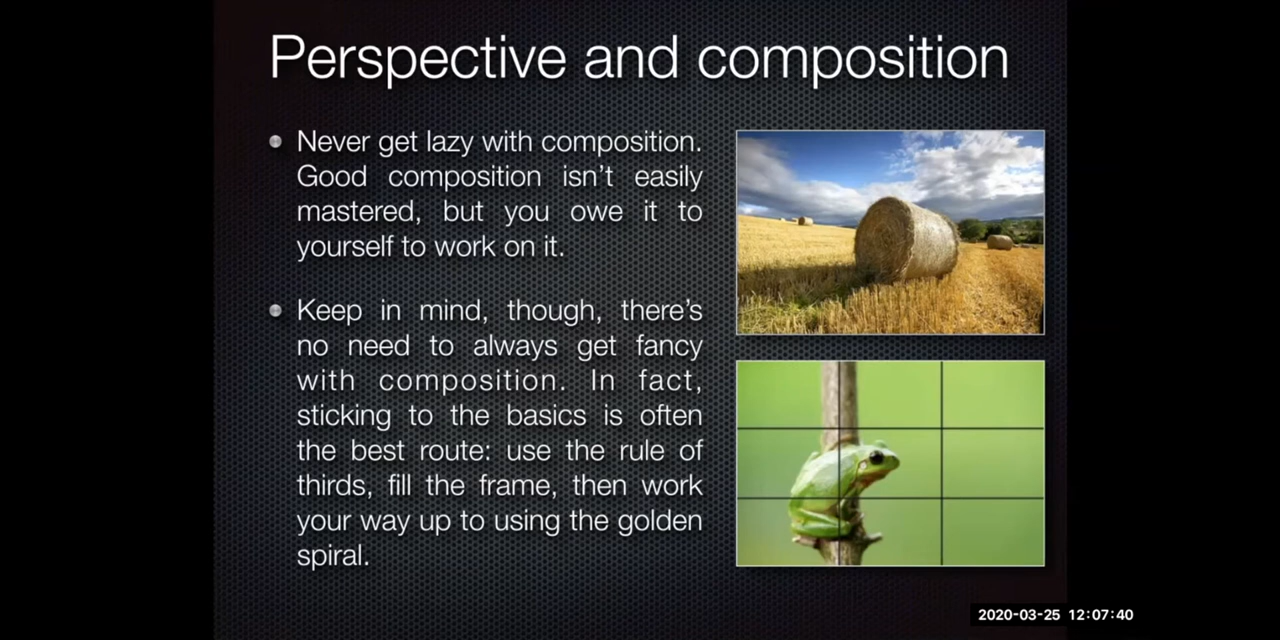 Perspective and composition
Never get lazy with composition.
Good composition isn't easily
mastered, but you owe it to
yourself to work on it.
Keep in mind, though, there's
no need to always get fancy
with composition. In fact,
sticking to the basics is often
the best route: use the rule of
thirds, fill the frame, then work
your way up to using the golden
spiral.
2020-03-25 12:07:40